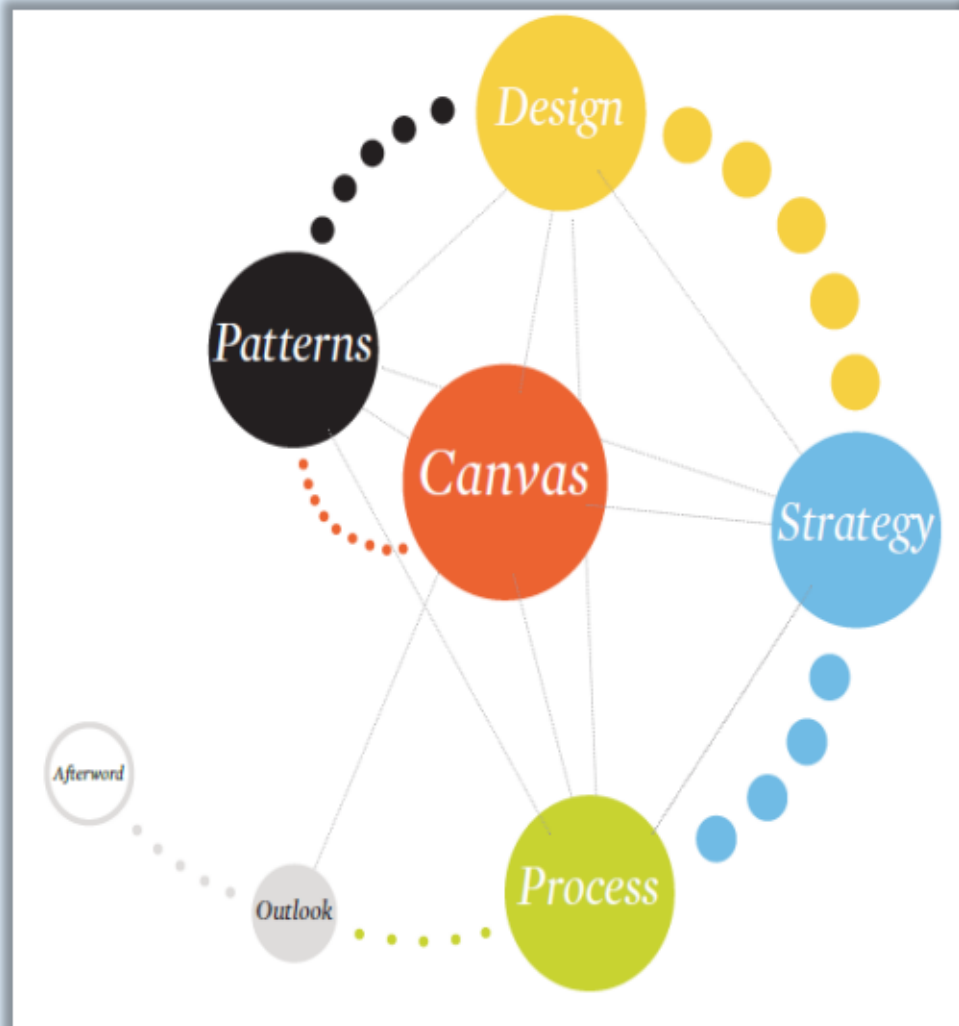 Design
Patterns
Canvas
Strategy
Afterword
Process
Outlook